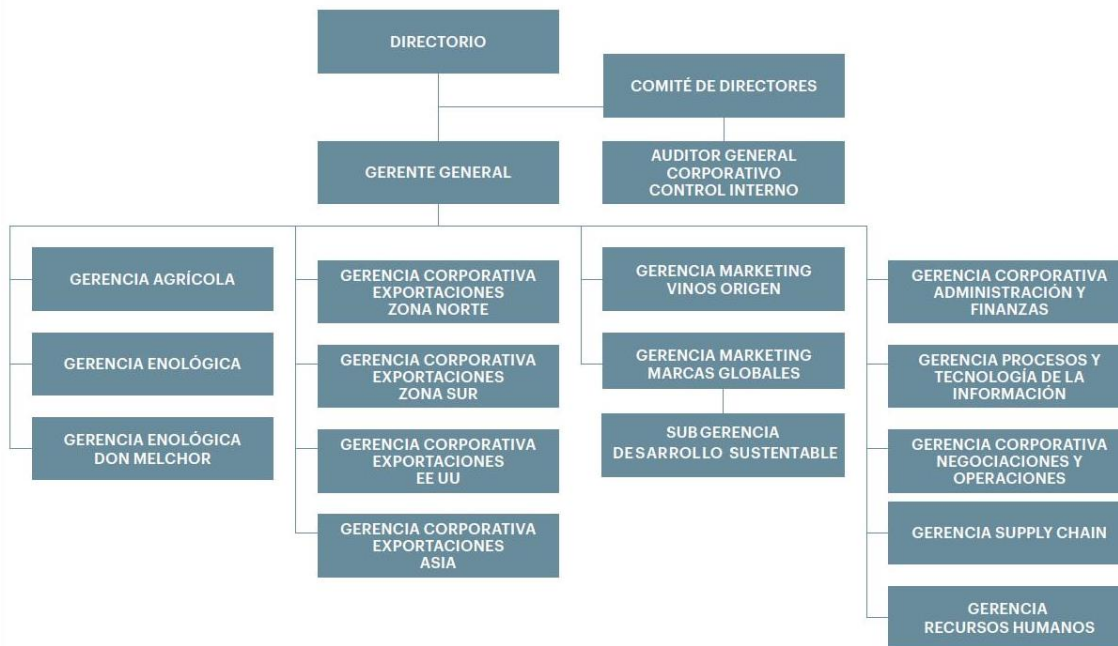 DIRECTORIO
COMITÉ DE DIRECTORES
GERENTE GENERAL
AUDITOR GENERAL
CORPORATIVO
CONTROL INTERNO
GERENCIA AGRÍCOLA
GERENCIA ENOLÓGICA
GERENCIA ENOLÓGICA
DON MELCHOR
GERENCIA CORPORATIVA
EXPORTACIONES
ZONA NORTE
GERENCIA CORPORATIVA
EXPORTACIONES
ZONA SUR
GERENCIA CORPORATIVA
EXPORTACIONES
EE UU
GERENCIA CORPORATIVA
EXPORTACIONES
ASIA
GERENCIA MARKETING
VINOS ORIGEN
GERENCIA MARKETING
MARCAS GLOBALES
SUB GERENCIA
DESARROLLO SUSTENTABLE
GERENCIA CORPORATIVA
ADMINISTRACIÓN Y
FINANZAS
GERENCIA PROCESOS Y
TECNOLOGÍA DE LA
INFORMACIÓN
GERENCIA CORPORATIVA
NEGOCIACIONES Y
OPERACIONES
GERENCIA SUPPLY CHAIN
GERENCIA
RECURSOS HUMANOS